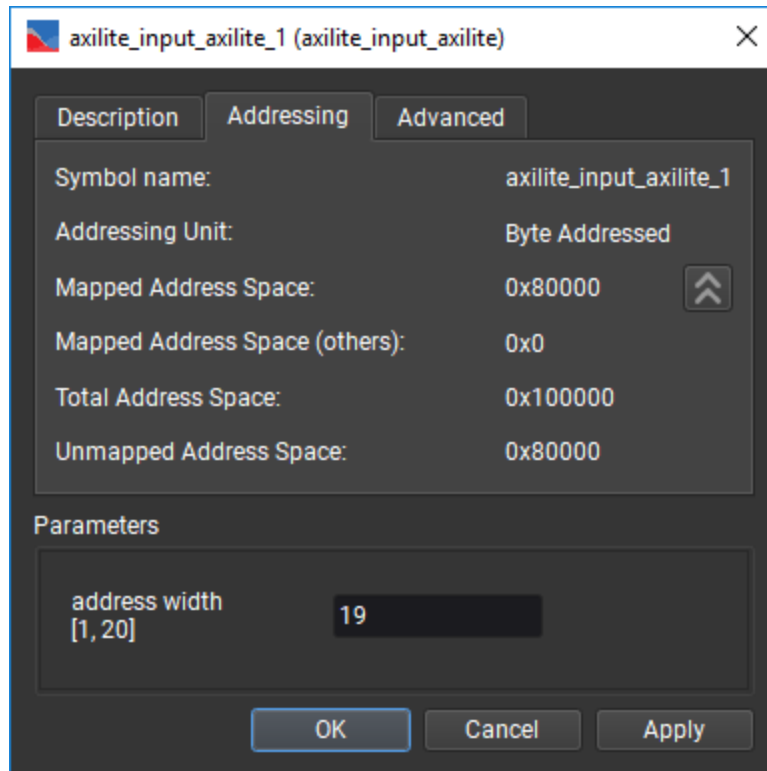 axilite_input_axilite_1 (axilite_input_axilite)
Description Addressing Advanced
Symbol name: axilite_input_axilite_1
Addressing Unit: Byte Addressed
Mapped Address Space: 0x80000
Mapped Address Space (others): 0x0
Total Address Space: 0x100000
Unmapped Address Space: 0x80000
Parameters
address width
[1, 20]
19
OK Cancel Apply